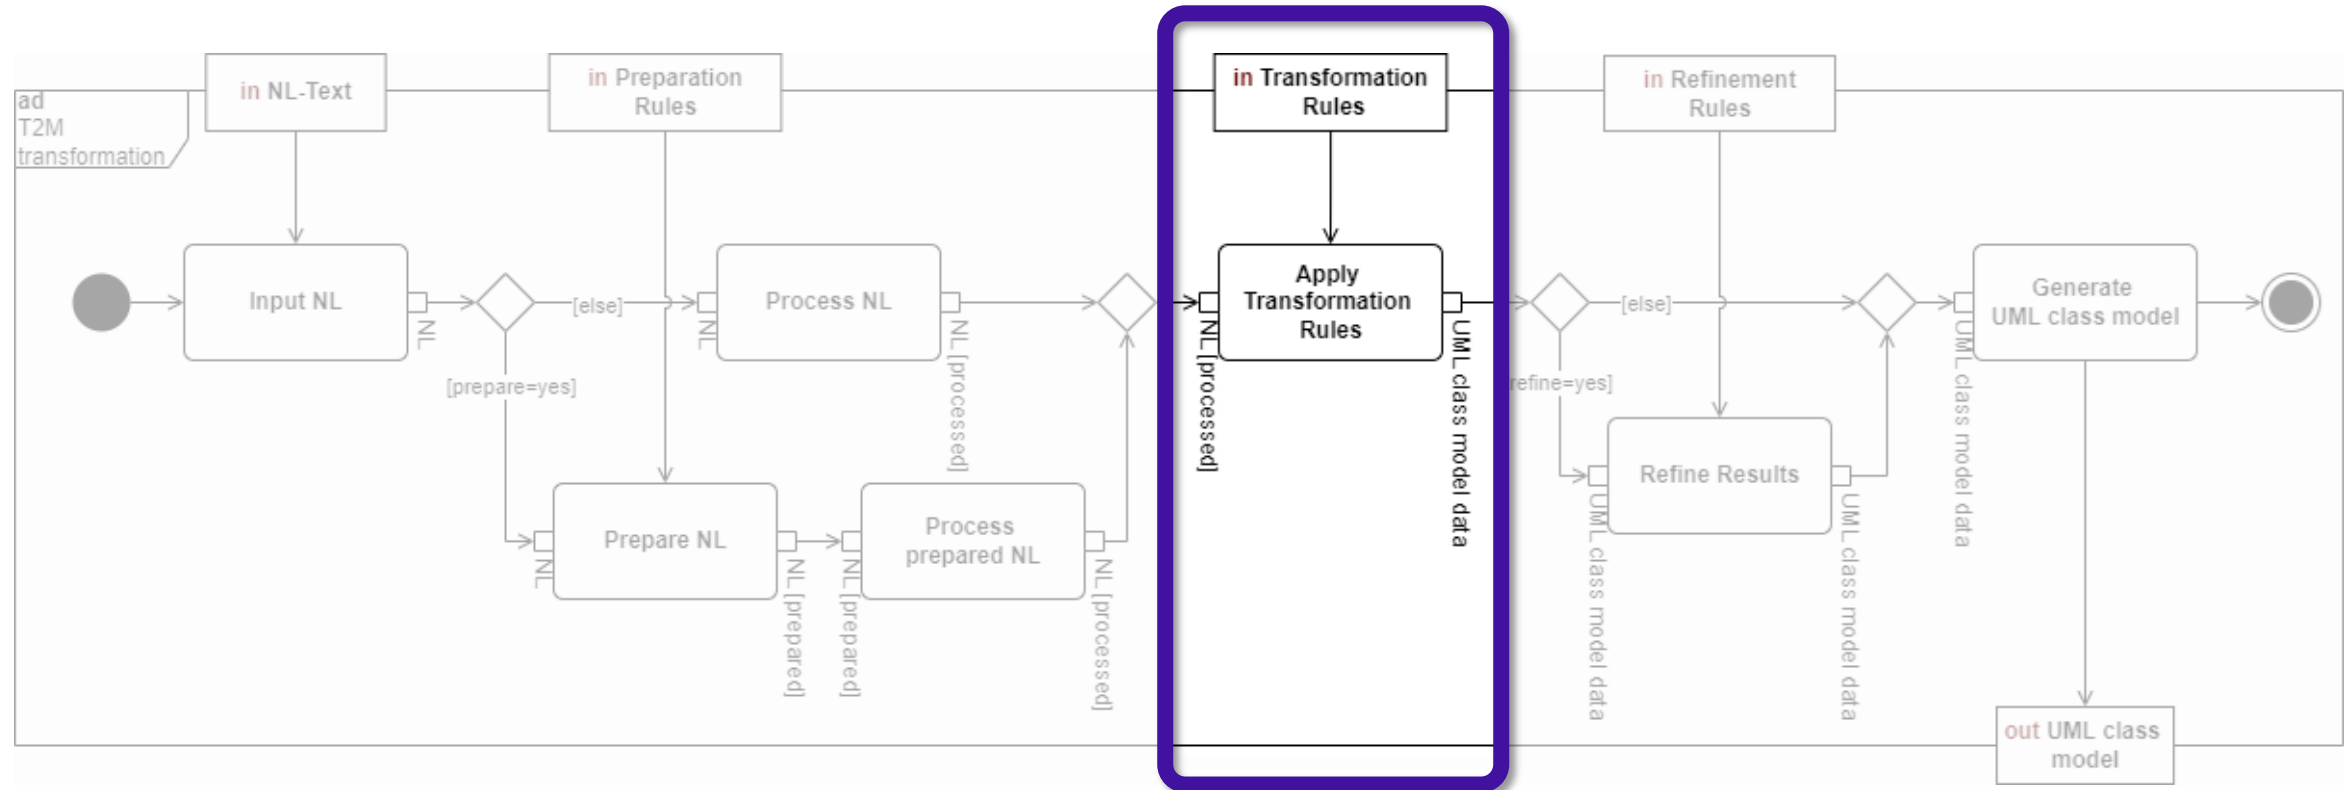 in NL-Text
in Preparation
Rules
in Transformation
Rules
in Refinement
Rules
ad
T2M
transformation
Input NL
NL
[else]
[prepare=yes]
NL
Process NL
NL [processed]
NL
Prepare NL
NL [prepared]
NL [prepared]
Process
prepared NL
NL [processed]
NL [processed]
Apply
Transformation
Rules
UML class model data
[else]
refine=yes]
UML class model data
Refine Results
UML class model data
UML class model data
Generate
UML class model
out UML class
model